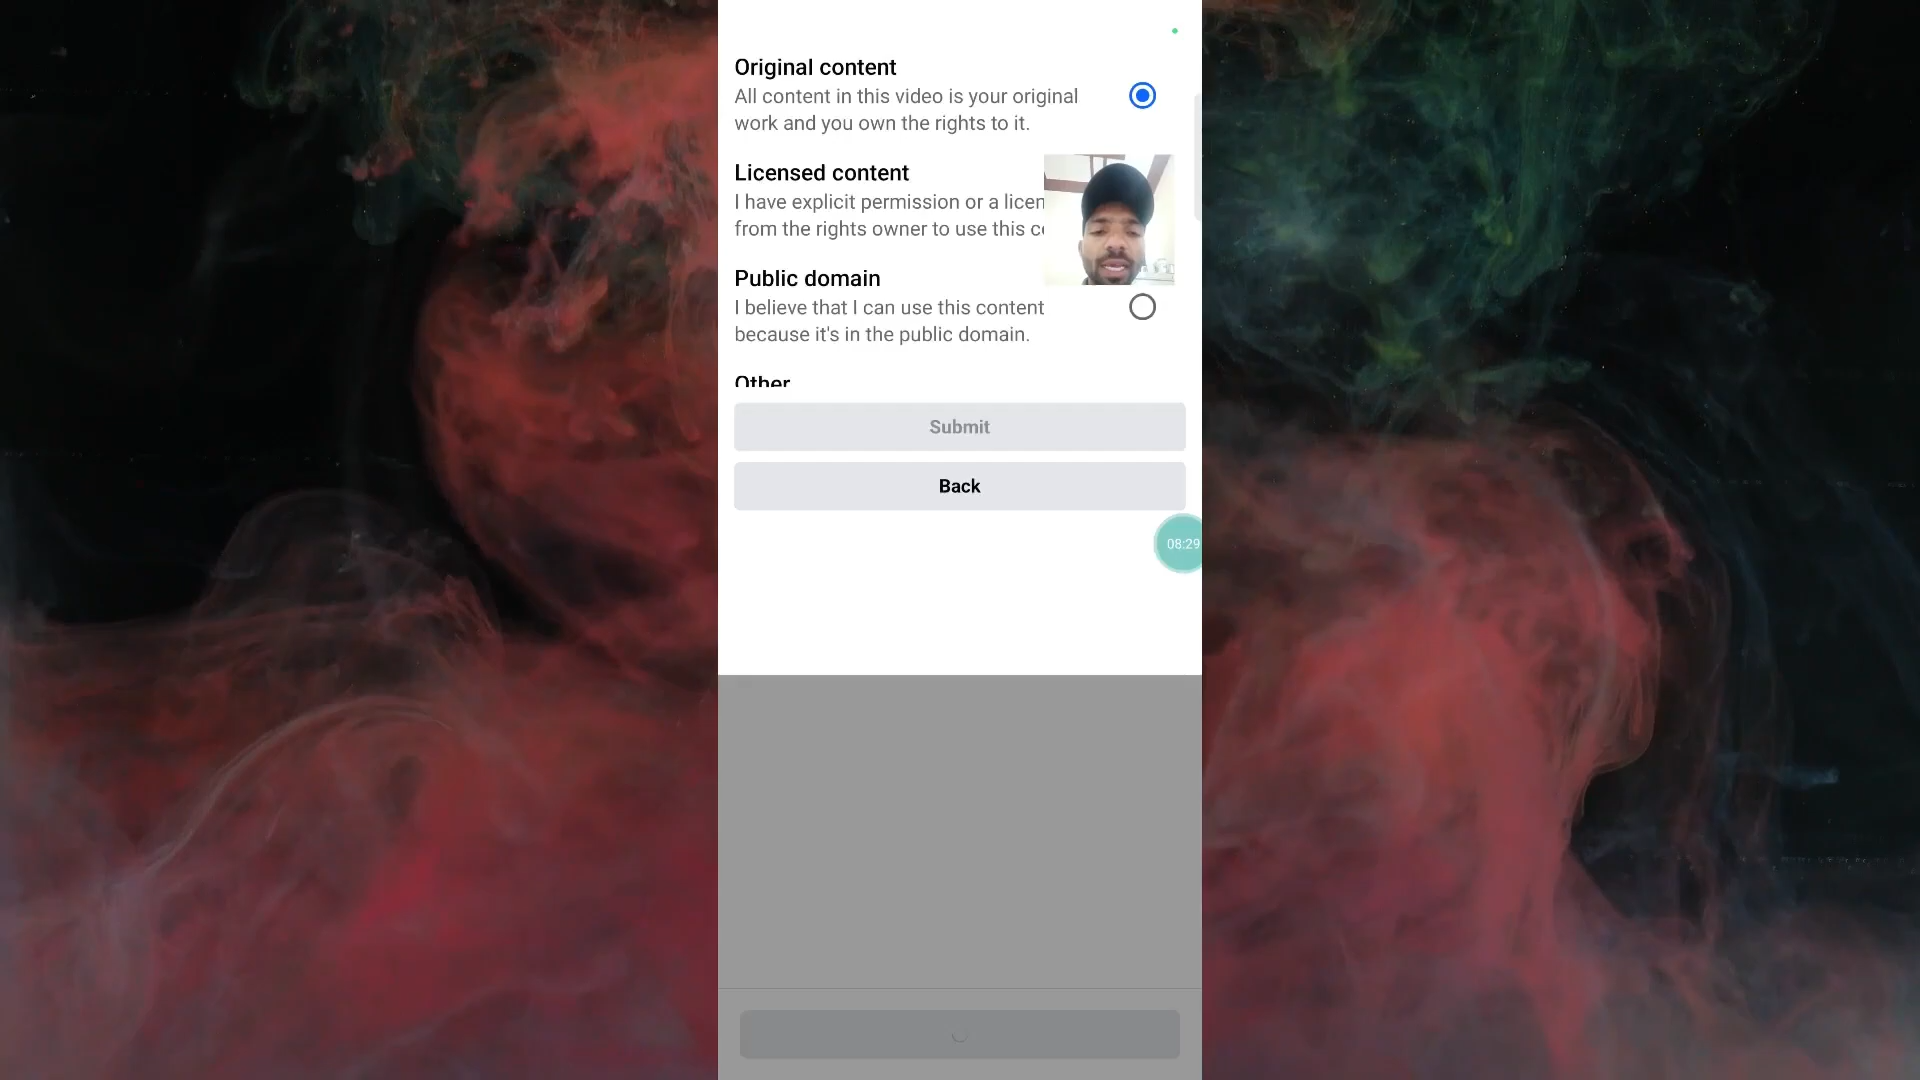 Original content
All content in this video is your original
work and you own the rights to it.
Licensed content
I have explicit permission or a
from the rights owner to use this
Public domain
I believe that I can use this content
because it's in the public domain.
Other
Submit
Back
08:29